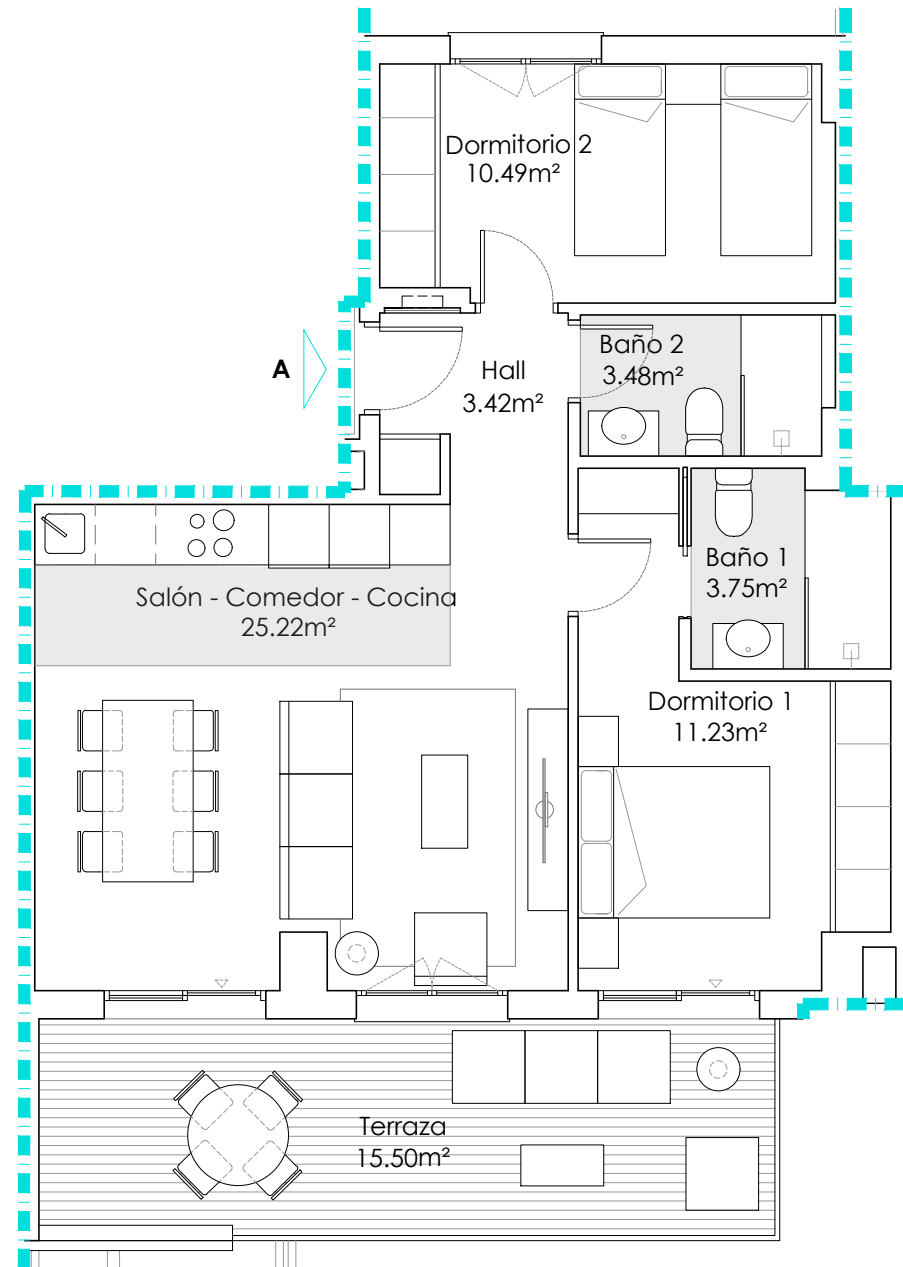 Dormitorio 2
10.49m²
A
Hall
3.42m²
Baño 2
3.48m²
Baño 1
3.75m²
Salón - Comedor - Cocina
25.22m²
Dormitorio 1
11.23m²
Terraza
15.50m²